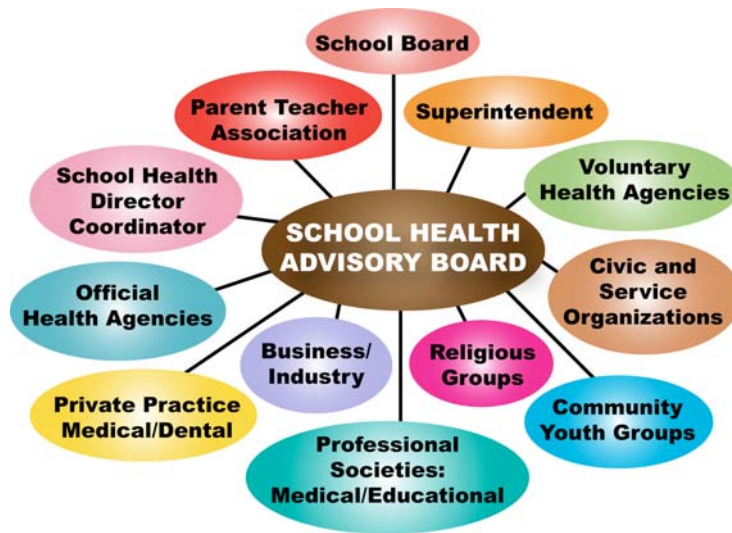 School Board
Parent Teacher
Association
Superintendent
School Health
Director
Coordinator
Voluntary
Health Agencies
SCHOOL HEALTH
ADVISORY BOARD
Official
Health Agencies
Civic and
Service
Organizations
Business/
Industry
Religious
Groups
Private Practice
Medical/Dental
Community
Youth Groups
Professional
Societies:
Medical/Educational